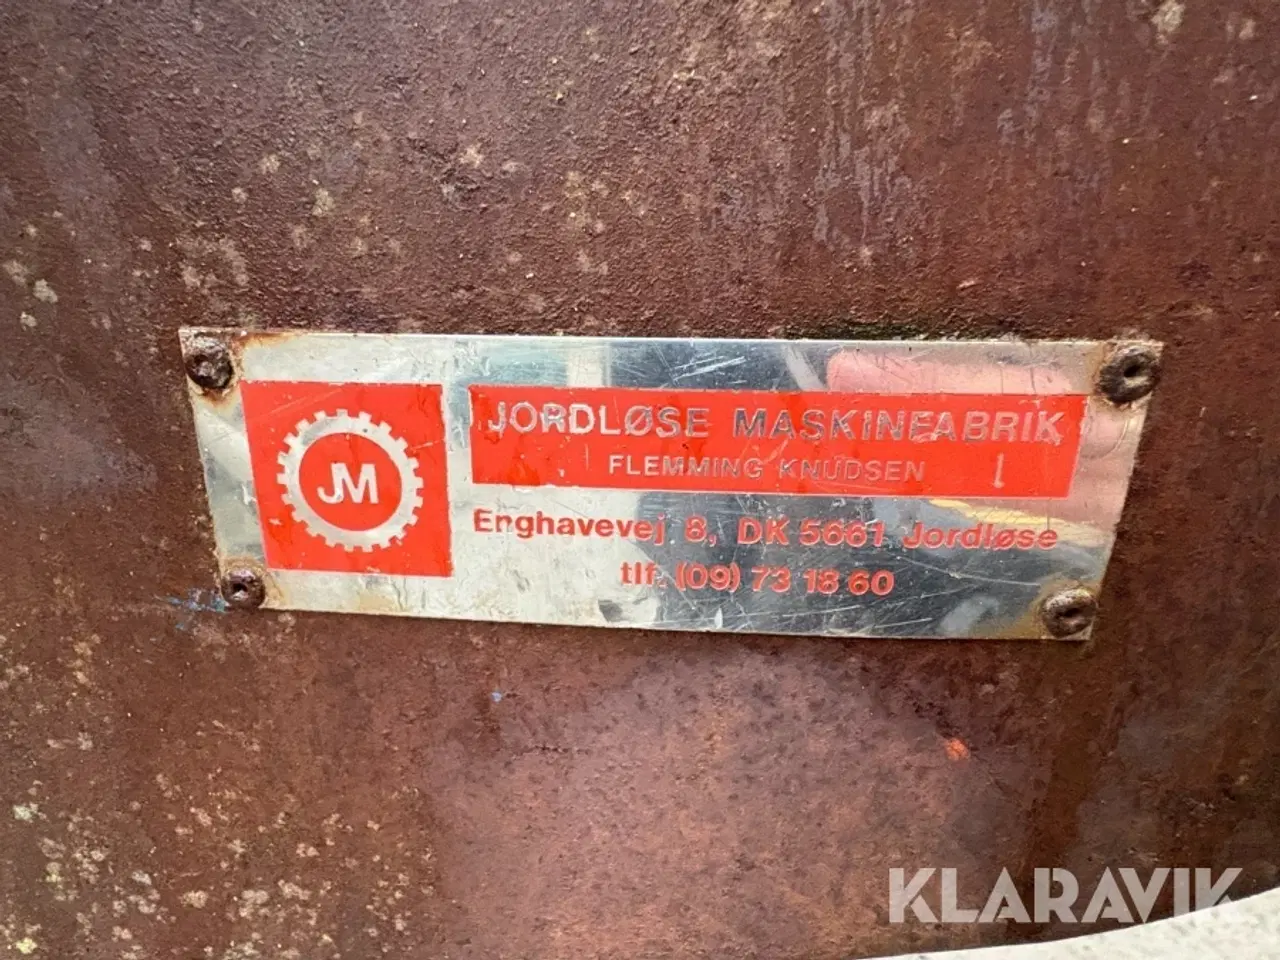 JM
JORDLØSE MASKINFABRIK
FLEMMING KNUDSEN
Enghavevej 8, DK 5661 Jordløse
tlf. (09) 73 18 60
KLARAVIK